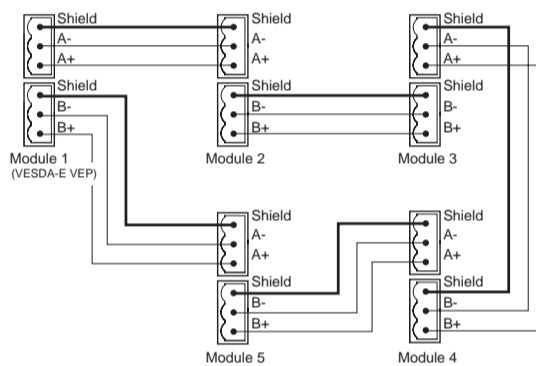 Shield
A-
A+
Shield
B-
B+
Module 1
(VESDA-E VEP)
Shield
A-
A+
Shield
B-
B+
Module 2
Shield
A-
A+
Shield
B-
B+
Module 3
Shield
A-
A+
Shield
B-
B+
Module 5
Shield
A-
A+
Shield
B-
B+
Module 4